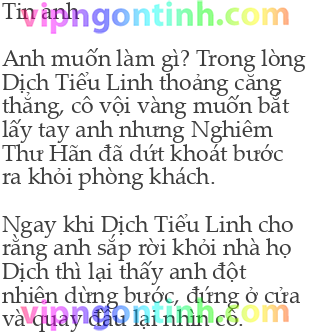 Tin anh
vipngontinh.com
Anh muốn làm gì? Trong lòng
Dịch Tiểu Linh thoảng căng
thẳng, cô vội vàng muốn bắt
lấy tay anh nhưng Nghiêm
Thư Hãn đã dứt khoát bước
ra khỏi phòng khách.
Ngay khi Dịch Tiểu Linh cho
rằng anh sắp rời khỏi nhà họ
Dịch thì lại thấy anh đột
nhiên dừng bước, đứng ở cửa
và quay đầu lại nhìn cô.
vipngontinh.com